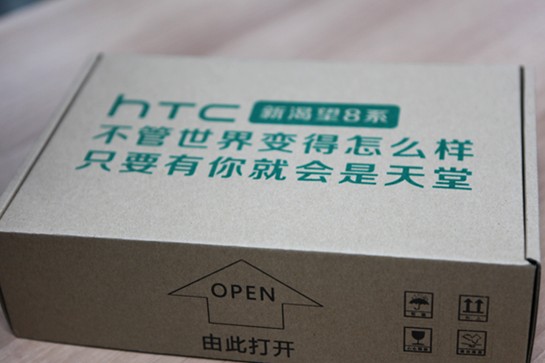 hTC 新渴望8系
不管世界变得怎么样
只要有你就会是天堂
OPEN
由此打开